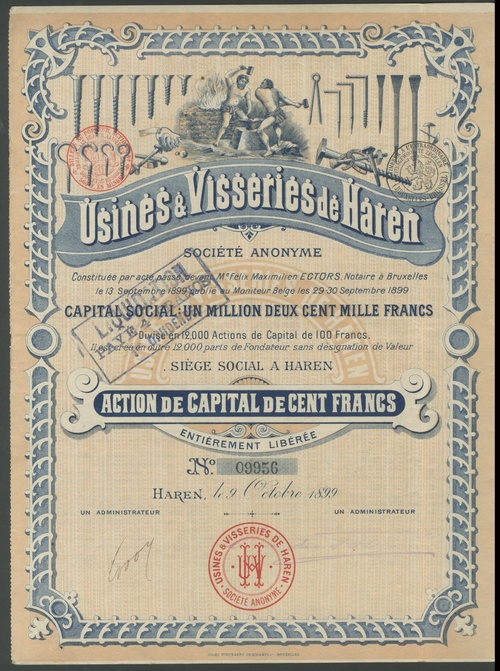 Usines & Visseries de Haren
SOCIÉTÉ ANONYME
Constituée par acte passé devant Me Félix Maximilien ECTORS, Notaire à Bruxelles
le 13 Septembre 1899 publié au Moniteur Belge les 29-30 Septembre 1899
CAPITAL SOCIAL: UN MILLION DEUX CENT MILLE FRANCS
Divisé en 12,000 Actions de Capital de 100 Francs.
Il est créé en outre 12,000 parts de Fondateur sans désignation de Valeur
SIÈGE SOCIAL A HAREN
ACTION DE CAPITAL DE CENT FRANCS
ENTIÈREMENT LIBÉRÉE
No. 09956
HAREN, le 9 Octobre 1899
UN ADMINISTRATEUR
UN ADMINISTRATEUR
USINES & VISSERIES DE HAREN
SOCIÉTÉ ANONYME